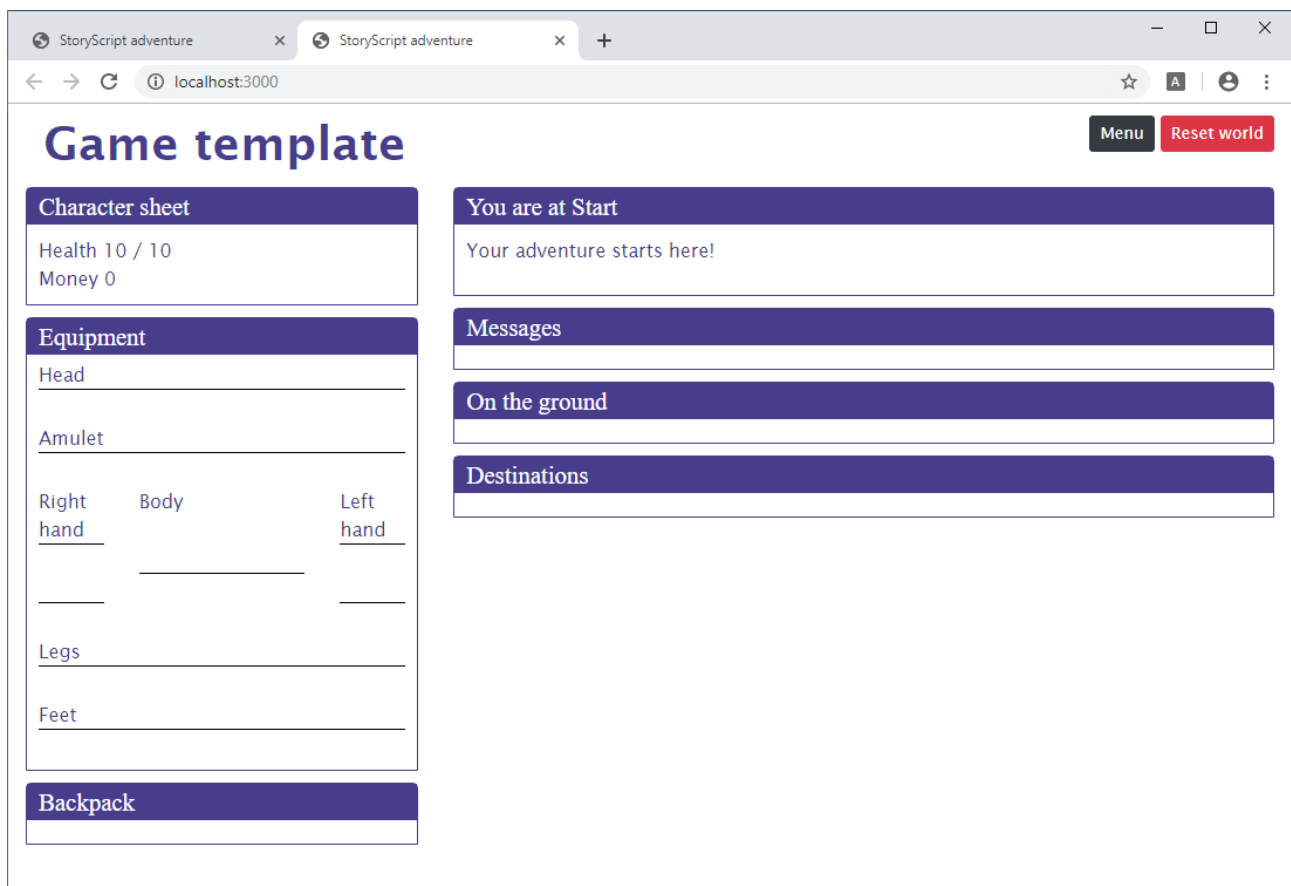 StoryScript adventure
StoryScript adventure
localhost:3000
A
Game template
Menu
Reset world
Character sheet
Health 10 / 10
Money 0
Equipment
Head
Amulet
Right hand
Body
Left hand
Legs
Feet
Backpack
You are at Start
Your adventure starts here!
Messages
On the ground
Destinations